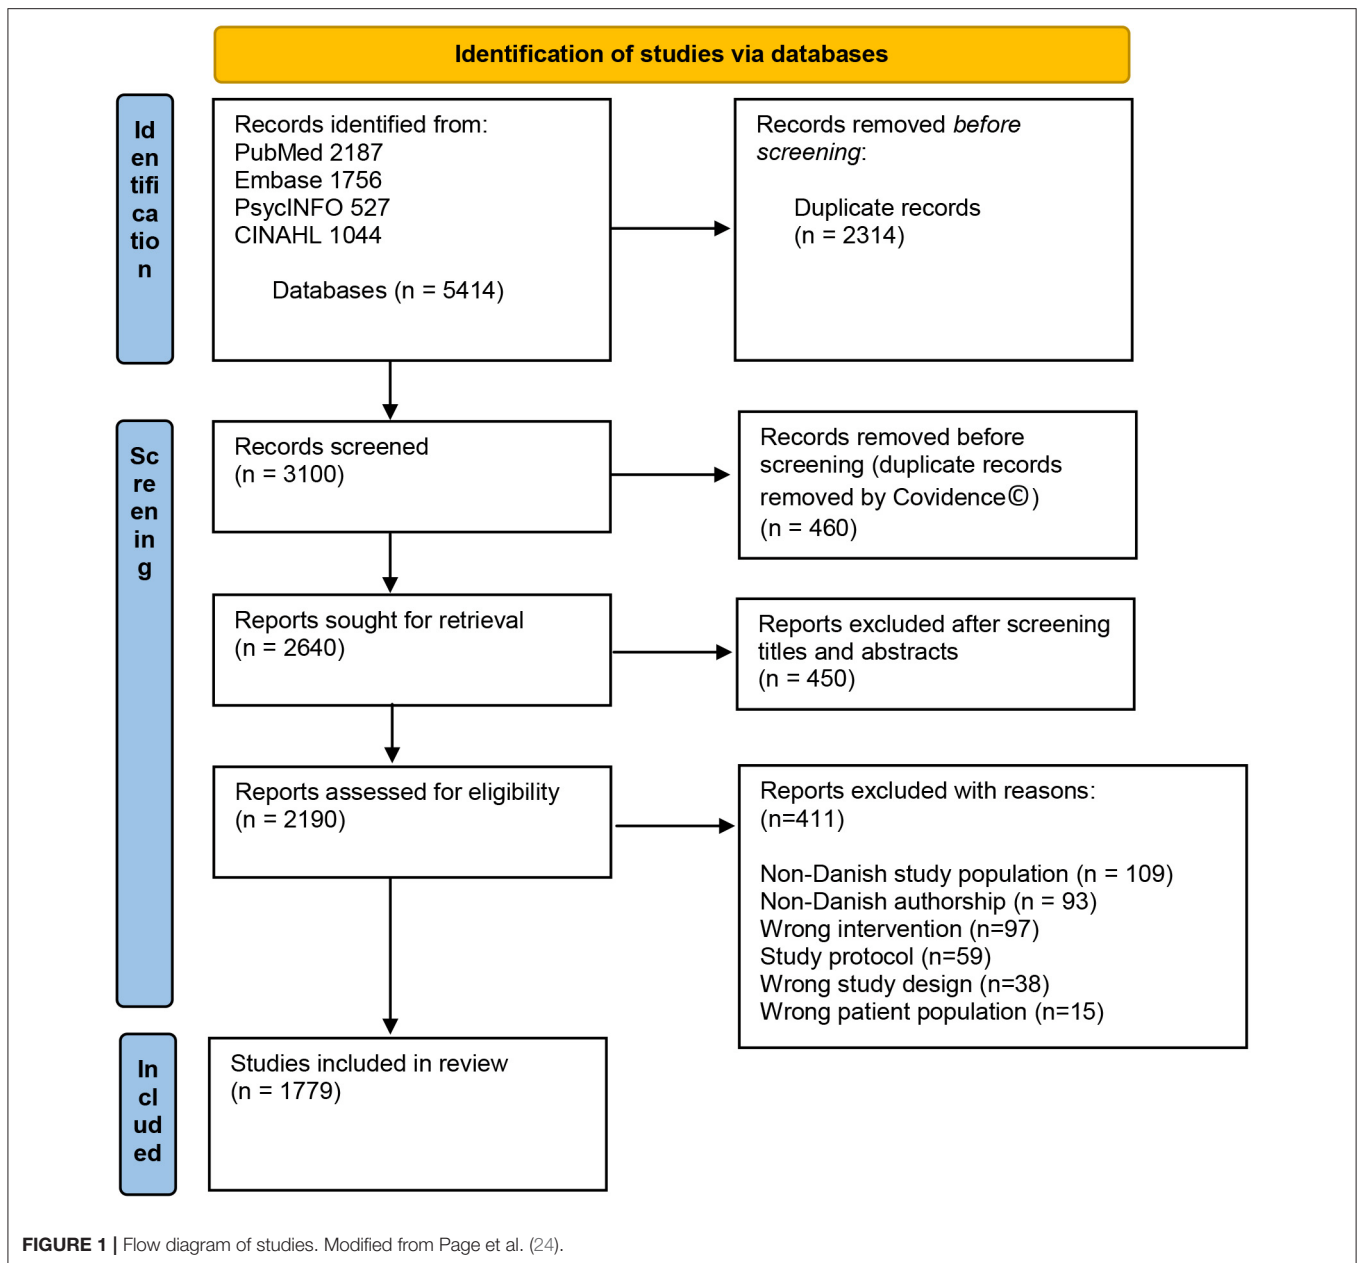 Identification of studies via databases
Id
en
tifi
ca
tio
n
Records identified from:
PubMed 2187
Embase 1756
PsycINFO 527
CINAHL 1044
Databases (n = 5414)
Records removed before
screening:
Duplicate records
(n = 2314)
Sc
re
en
in
g
Records screened
(n = 3100)
Records removed before
screening (duplicate records
removed by Covidence©)
(n = 460)
Reports sought for retrieval
(n = 2640)
Reports excluded after screening
titles and abstracts
(n = 450)
Reports assessed for eligibility
(n = 2190)
Reports excluded with reasons:
(n=411)
Non-Danish study population (n = 109)
Non-Danish authorship (n = 93)
Wrong intervention (n=97)
Study protocol (n=59)
Wrong study design (n=38)
Wrong patient population (n=15)
In
cl
ud
ed
Studies included in review
(n = 1779)
FIGURE 1 | Flow diagram of studies. Modified from Page et al. (24).